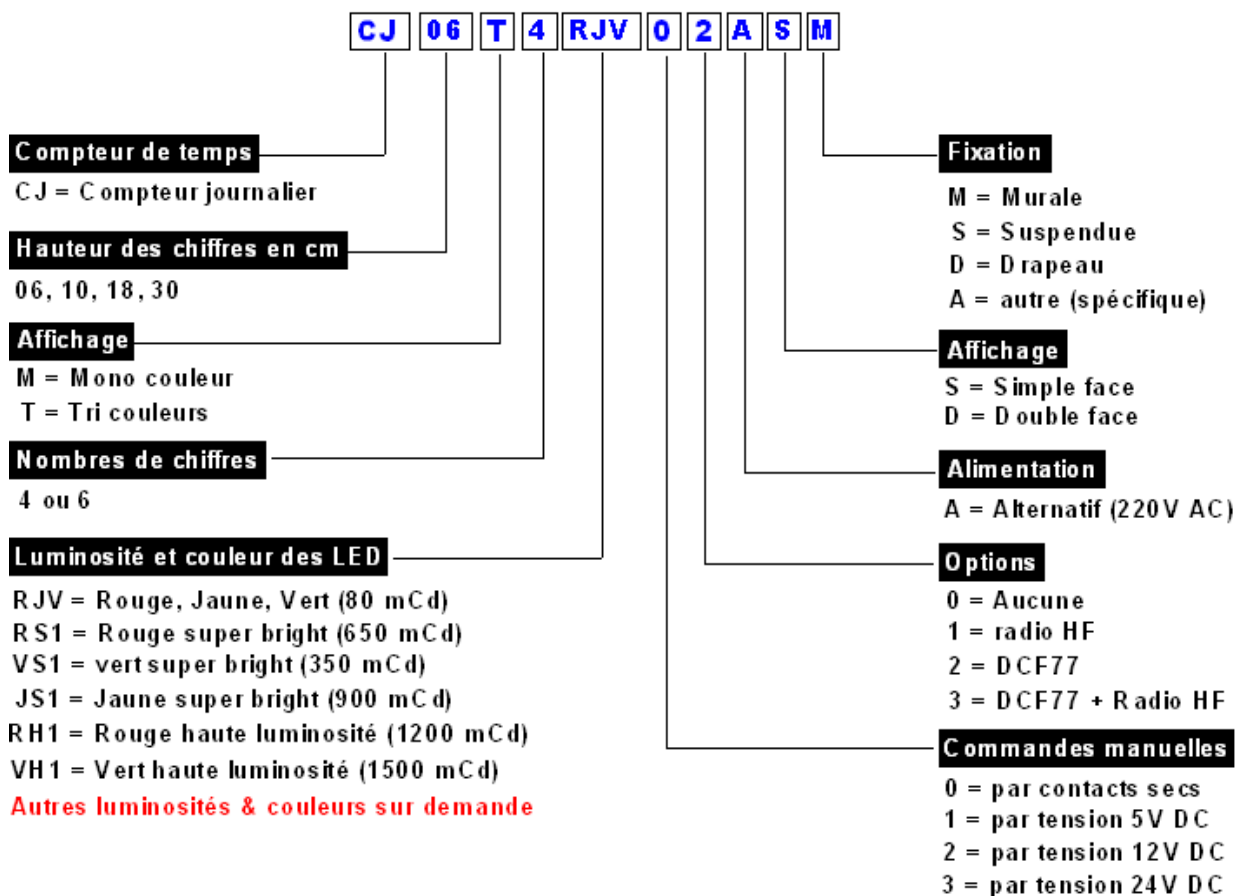 CJ 06 T 4 RJV 0 2 A S M
Compteur de temps
CJ = Compteur journalier
Hauteur des chiffres en cm
06, 10, 18, 30
Affichage
M = Mono couleur
T = Tri couleurs
Nombres de chiffres
4 ou 6
Luminosité et couleur des LED
RJV = Rouge, Jaune, Vert (80 mCd)
RS1 = Rouge super bright (650 mCd)
VS1 = vert super bright (350 mCd)
JS1 = Jaune super bright (900 mCd)
RH1 = Rouge haute luminosité (1200 mCd)
VH1 = Vert haute luminosité (1500 mCd)
Autres luminosités & couleurs sur demande
Fixation
M = Murale
S = Suspendue
D = Drapeau
A = autre (spécifique)
Affichage
S = Simple face
D = Double face
Alimentation
A = Alternatif (220V AC)
Options
0 = Aucune
1 = radio HF
2 = DCF77
3 = DCF77 + Radio HF
Commandes manuelles
0 = par contacts secs
1 = par tension 5V DC
2 = par tension 12V DC
3 = par tension 24V DC